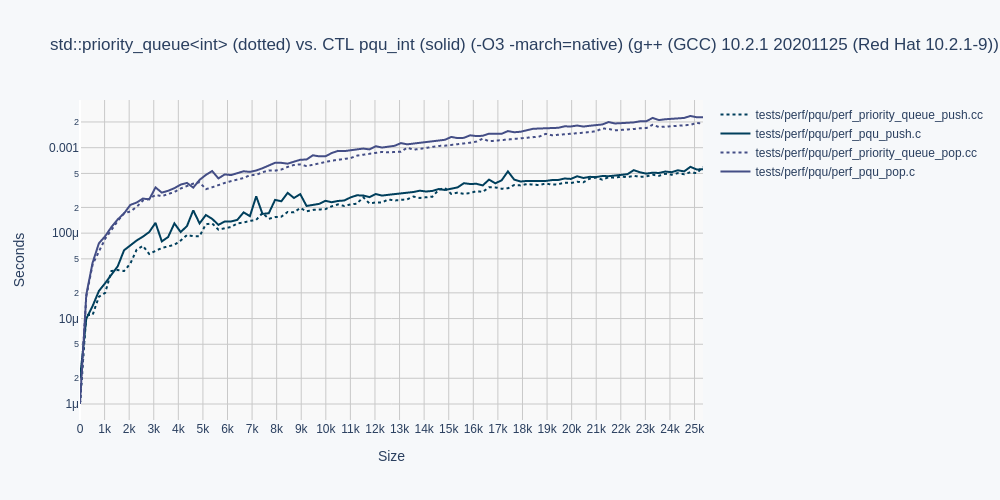 std::priority_queue<int> (dotted) vs. CTL pqu_int (solid) (-O3 -march=native) (g++ (GCC) 10.2.1 20201125 (Red Hat 10.2.1-9))
tests/perf/pqu/perf_priority_queue_push.cc
tests/perf/pqu/perf_pqu_push.c
tests/perf/pqu/perf_priority_queue_pop.cc
tests/perf/pqu/perf_pqu_pop.c
Seconds
2
0.001
5
2
100μ
5
2
10μ
5
2
1μ
0 1k 2k 3k 4k 5k 6k 7k 8k 9k 10k 11k 12k 13k 14k 15k 16k 17k 18k 19k 20k 21k 22k 23k 24k 25k
Size